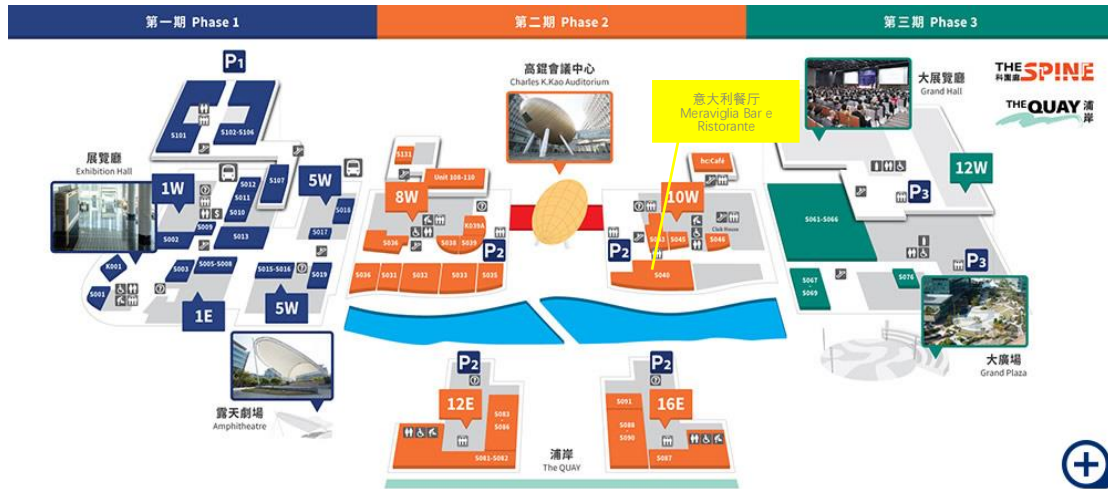 第一期 Phase 1
第二期 Phase 2
第三期 Phase 3
P1
S101
S102-S106
展覽廳
Exhibition Hall
1W
S012
S011
S010
S009
S002
S013
S107
5W
S018
S017
K001
S001
S003
S005-S008
S015-S016
S019
1E
5W
露天劇場
Amphitheatre
高錕會議中心
Charles K.Kao Auditorium
S131
Unit 108-110
8W
K039A
S036
S038
S039
P2
S036
S031
S032
S033
S035
意大利餐厅
Meraviglia Bar e
Ristorante
bc:Café
10W
Club House
S043
S045
S046
P2
S040
大展覽廳
Grand Hall
THE SPINE
科園廊
THE QUAY 浦岸
12W
P3
S061-S066
P3
S067
-
S069
S076
大廣場
Grand Plaza
P2
12E
S083
-
S086
S081-S082
浦岸
The QUAY
P2
16E
S091
S088
-
S090
S087